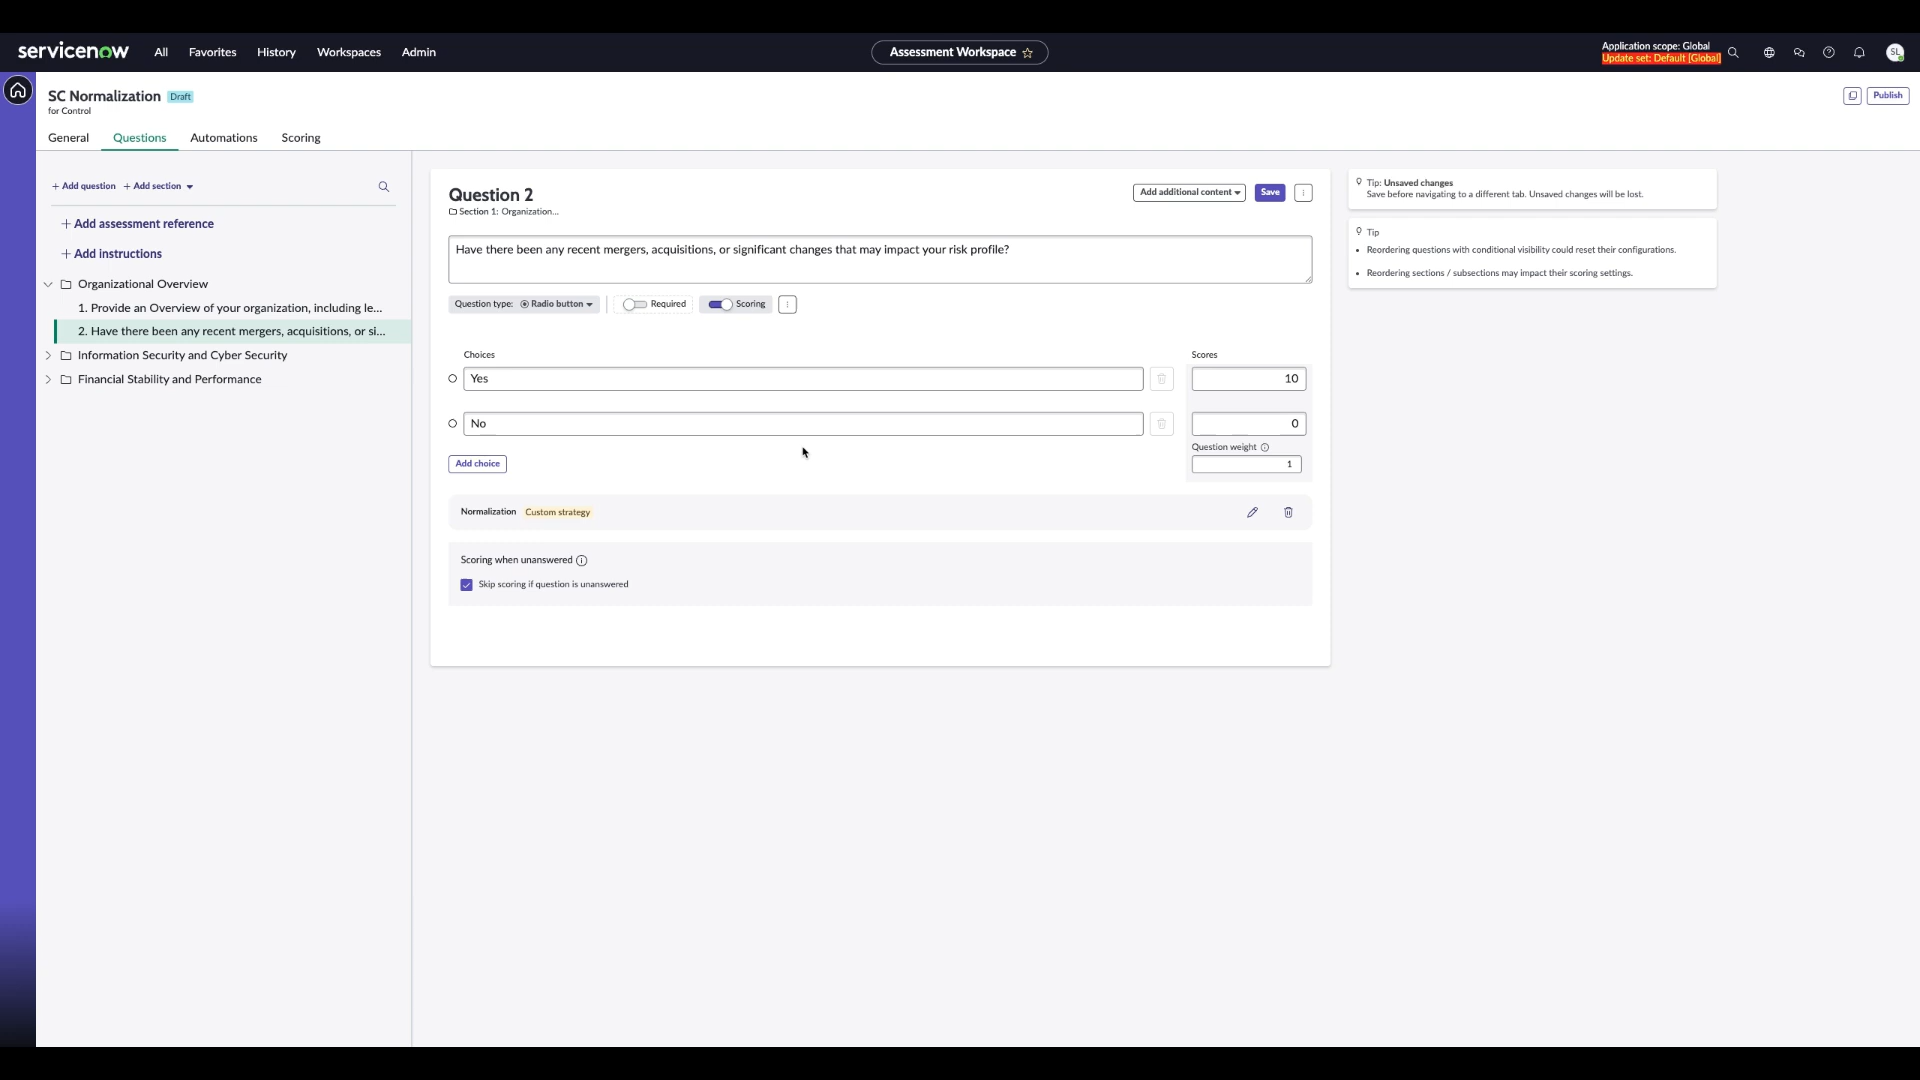 servicenow
All Favorites History Workspaces Admin
Assessment Workspace
Application scope: Global
Update set: Default [Global]
SL
SC Normalization Draft
for Control
Publish
General Questions Automations Scoring
+ Add question + Add section
+ Add assessment reference
+ Add instructions
Organizational Overview
1. Provide an Overview of your organization, including le...
2. Have there been any recent mergers, acquisitions, or si...
Information Security and Cyber Security
Financial Stability and Performance
Question 2
Section 1: Organization...
Add additional content Save
Have there been any recent mergers, acquisitions, or significant changes that may impact your risk profile?
Question type: Radio button Required Scoring
Choices Scores
Yes 10
No 0
Question weight
Add choice 1
Normalization Custom strategy
Scoring when unanswered
Skip scoring if question is unanswered
Tip: Unsaved changes
Save before navigating to a different tab. Unsaved changes will be lost.
Tip
• Reordering questions with conditional visibility could reset their configurations.
• Reordering sections / subsections may impact their scoring settings.